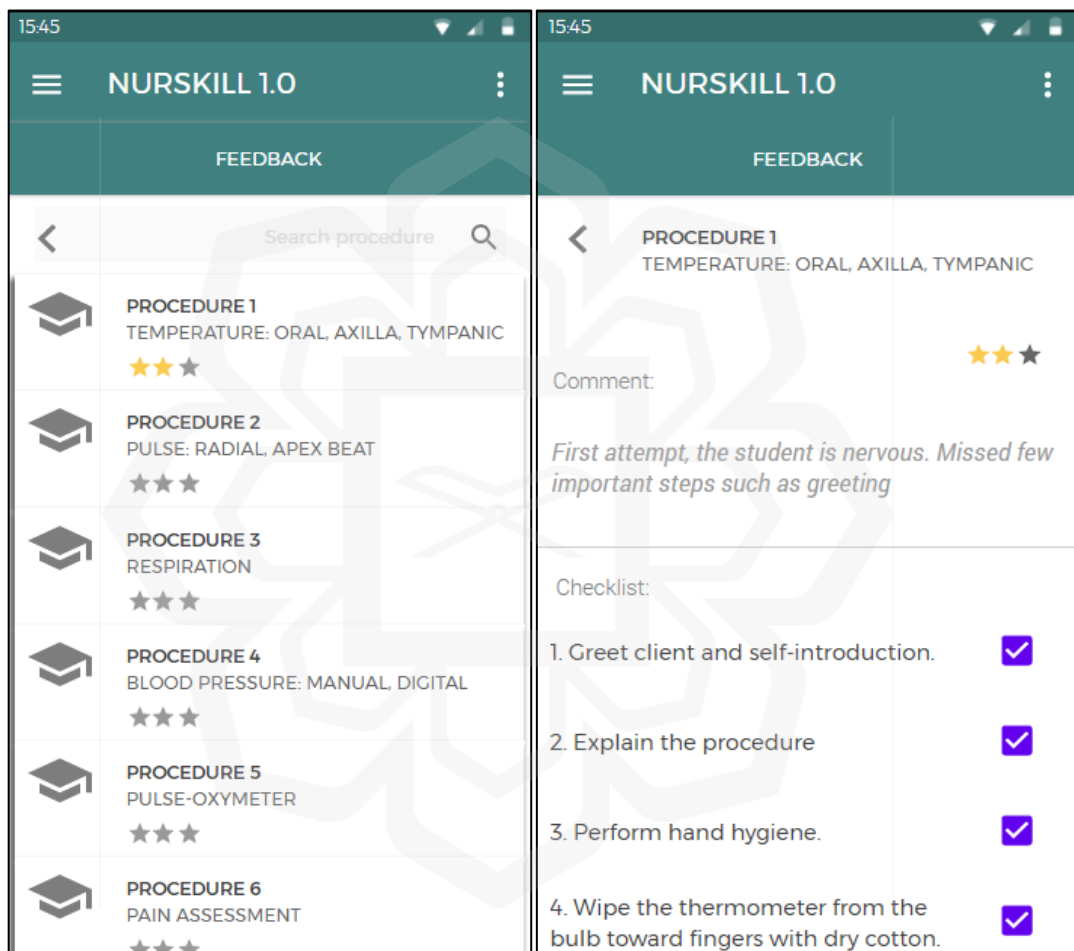 15:45
NURSKILL 1.0
FEEDBACK
Search procedure
PROCEDURE 1
TEMPERATURE: ORAL, AXILLA, TYMPANIC
PROCEDURE 2
PULSE: RADIAL, APEX BEAT
PROCEDURE 3
RESPIRATION
PROCEDURE 4
BLOOD PRESSURE: MANUAL, DIGITAL
PROCEDURE 5
PULSE-OXYMETER
PROCEDURE 6
PAIN ASSESSMENT
15:45
NURSKILL 1.0
FEEDBACK
PROCEDURE 1
TEMPERATURE: ORAL, AXILLA, TYMPANIC
Comment:
First attempt, the student is nervous. Missed few
important steps such as greeting
Checklist:
1. Greet client and self-introduction.
2. Explain the procedure
3. Perform hand hygiene.
4. Wipe the thermometer from the
bulb toward fingers with dry cotton.